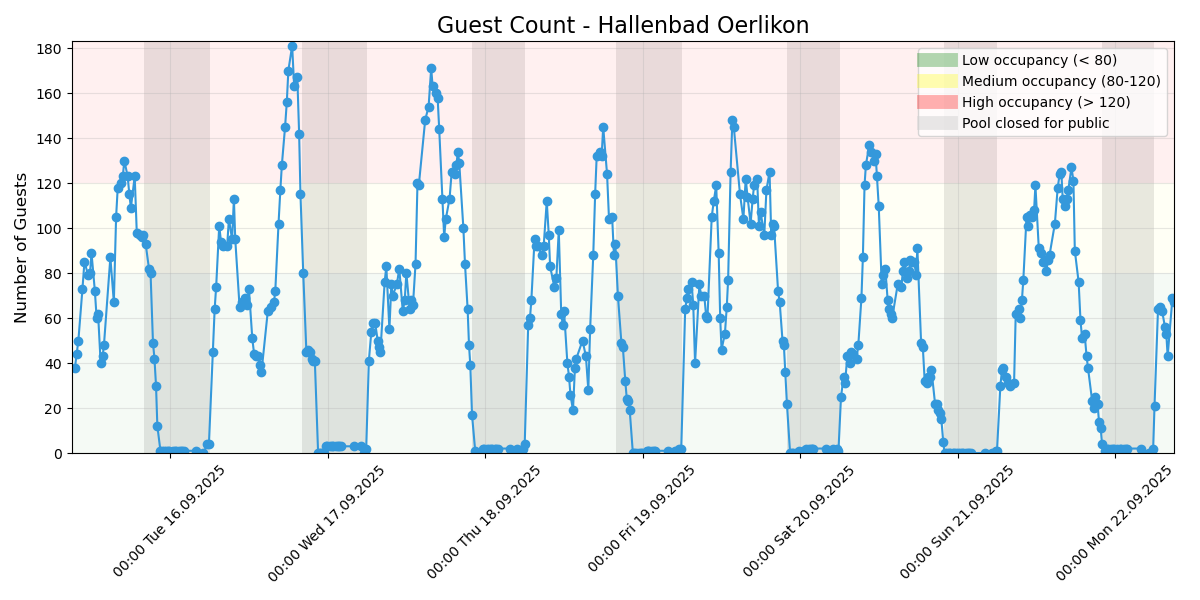 Guest Count - Hallenbad Oerlikon
Low occupancy (< 80)
Medium occupancy (80-120)
High occupancy (> 120)
Pool closed for public
Number of Guests
180
160
140
120
100
80
60
40
20
0
00:00 Tue 16.09.2025
00:00 Wed 17.09.2025
00:00 Thu 18.09.2025
00:00 Fri 19.09.2025
00:00 Sat 20.09.2025
00:00 Sun 21.09.2025
00:00 Mon 22.09.2025